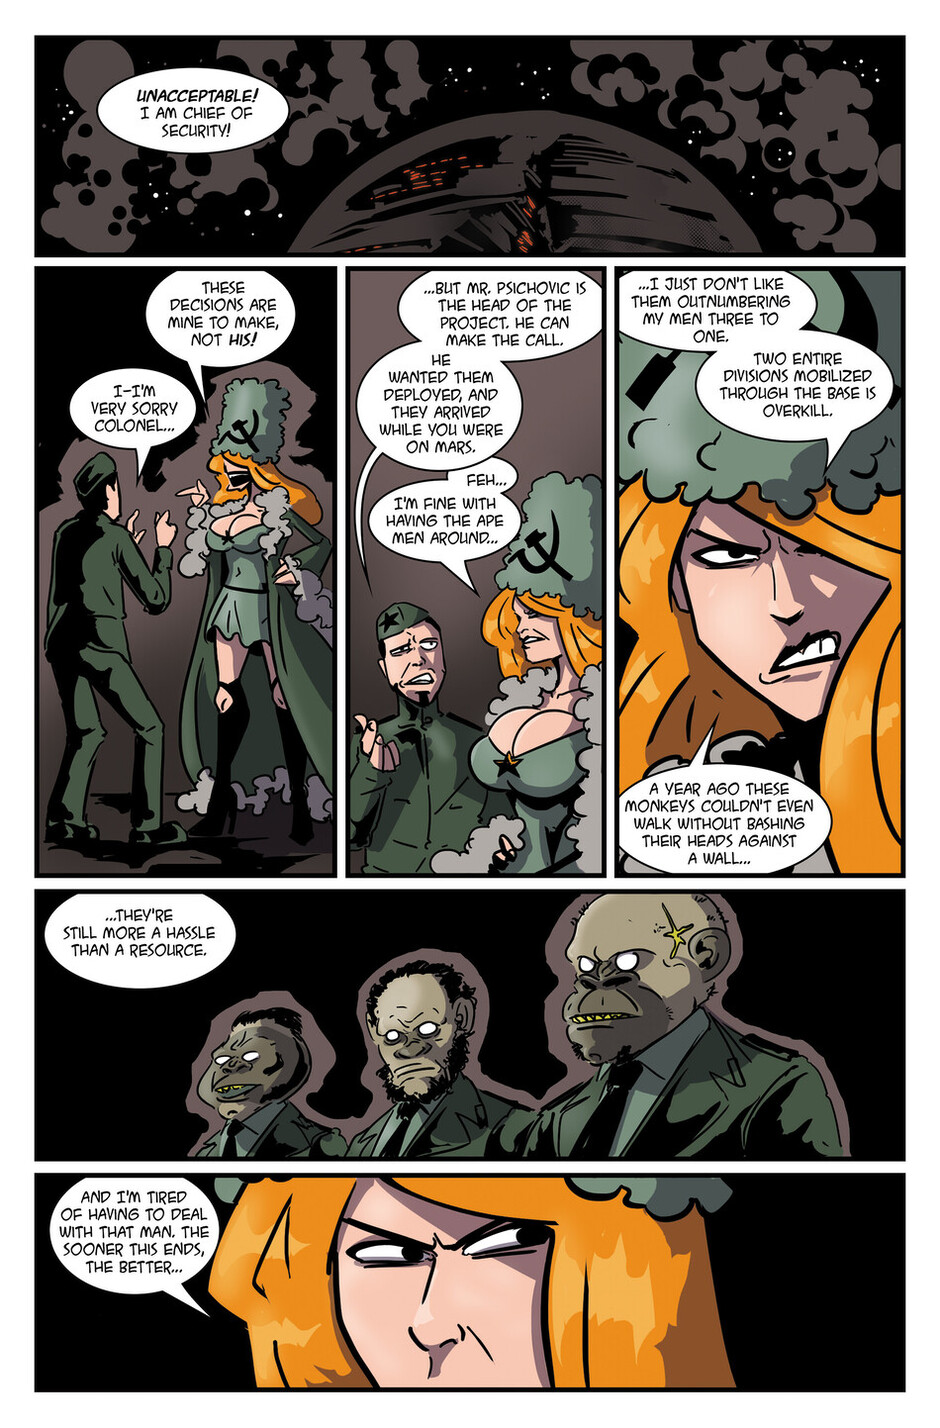 UNACCEPTABLE!
I AM CHIEF OF
SECURITY!
THESE
DECISIONS ARE
MINE TO MAKE,
NOT HIS!
I-I'M
VERY SORRY
COLONEL...
...BUT MR. PSICHOVIC IS
THE HEAD OF THE
PROJECT. HE CAN
MAKE THE CALL.
HE
WANTED THEM
DEPLOYED, AND
THEY ARRIVED
WHILE YOU WERE
ON MARS.
FEH...
I'M FINE WITH
HAVING THE APE
MEN AROUND...
...I JUST DON'T LIKE
THEM OUTNUMBERING
MY MEN THREE TO
ONE.
TWO ENTIRE
DIVISIONS MOBILIZED
THROUGH THE BASE IS
OVERKILL.
A YEAR AGO THESE
MONKEYS COULDN'T EVEN
WALK WITHOUT BASHING
THEIR HEADS AGAINST
A WALL...
...THEY'RE
STILL MORE A HASSLE
THAN A RESOURCE.
AND I'M TIRED
OF HAVING TO DEAL
WITH THAT MAN. THE
SOONER THIS ENDS,
THE BETTER...